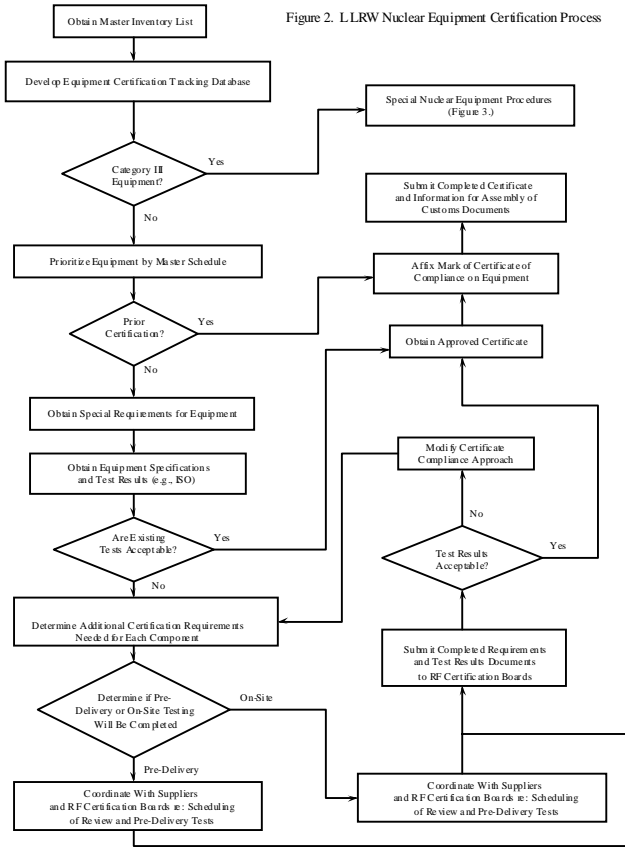 Figure 2. LLRW Nuclear Equipment Certification Process
Obtain Master Inventory List
Develop Equipment Certification Tracking Database
Category III
Equipment?
Yes
Special Nuclear Equipment Procedures
(Figure 3.)
No
Prioritize Equipment by Master Schedule
Prior
Certification?
Yes
Affix Mark of Certificate of
Compliance on Equipment
Submit Completed Certificate
and Information for Assembly of
Customs Documents
No
Obtain Special Requirements for Equipment
Obtain Equipment Specifications
and Test Results (e.g., ISO)
Are Existing
Tests Acceptable?
Yes
Obtain Approved Certificate
No
Determine Additional Certification Requirements
Needed for Each Component
Determine if Pre-
Delivery or On-Site Testing
Will Be Completed
On-Site
Pre-Delivery
Coordinate With Suppliers
and RF Certification Boards re: Scheduling
of Review and Pre-Delivery Tests
Coordinate With Suppliers
and RF Certification Boards re: Scheduling
of Review and Pre-Delivery Tests
Submit Completed Requirements
and Test Results Documents
to RF Certification Boards
Test Results
Acceptable?
Yes
No
Modify Certificate
Compliance Approach